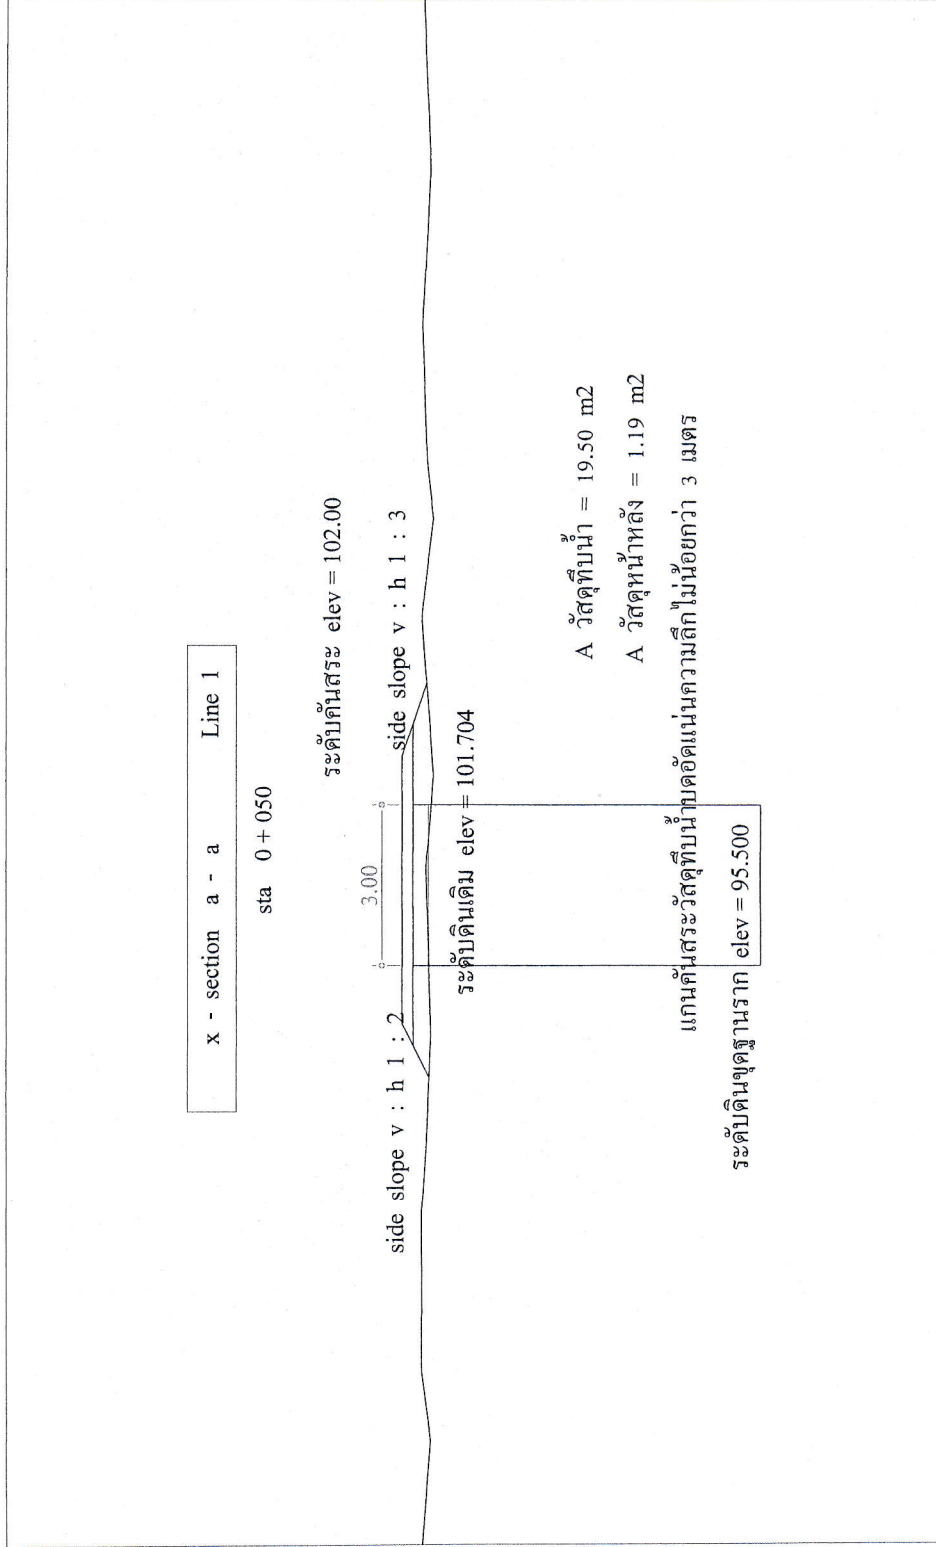 x - section a - a Line 1
sta 0 + 050
ระดับคันสระ elev = 102.00
3.00
side slope v : h 1 : 2
side slope v : h 1 : 3
ระดับดินเดิม elev = 101.704
A วัสดุทึบน้ำ = 19.50 m2
A วัสดุหน้าหลัง = 1.19 m2
แกนคันสระวัสดุทึบน้ำบดอัดแน่นความลึกไม่น้อยกว่า 3 เมตร
ระดับดินขุดฐานราก elev = 95.500